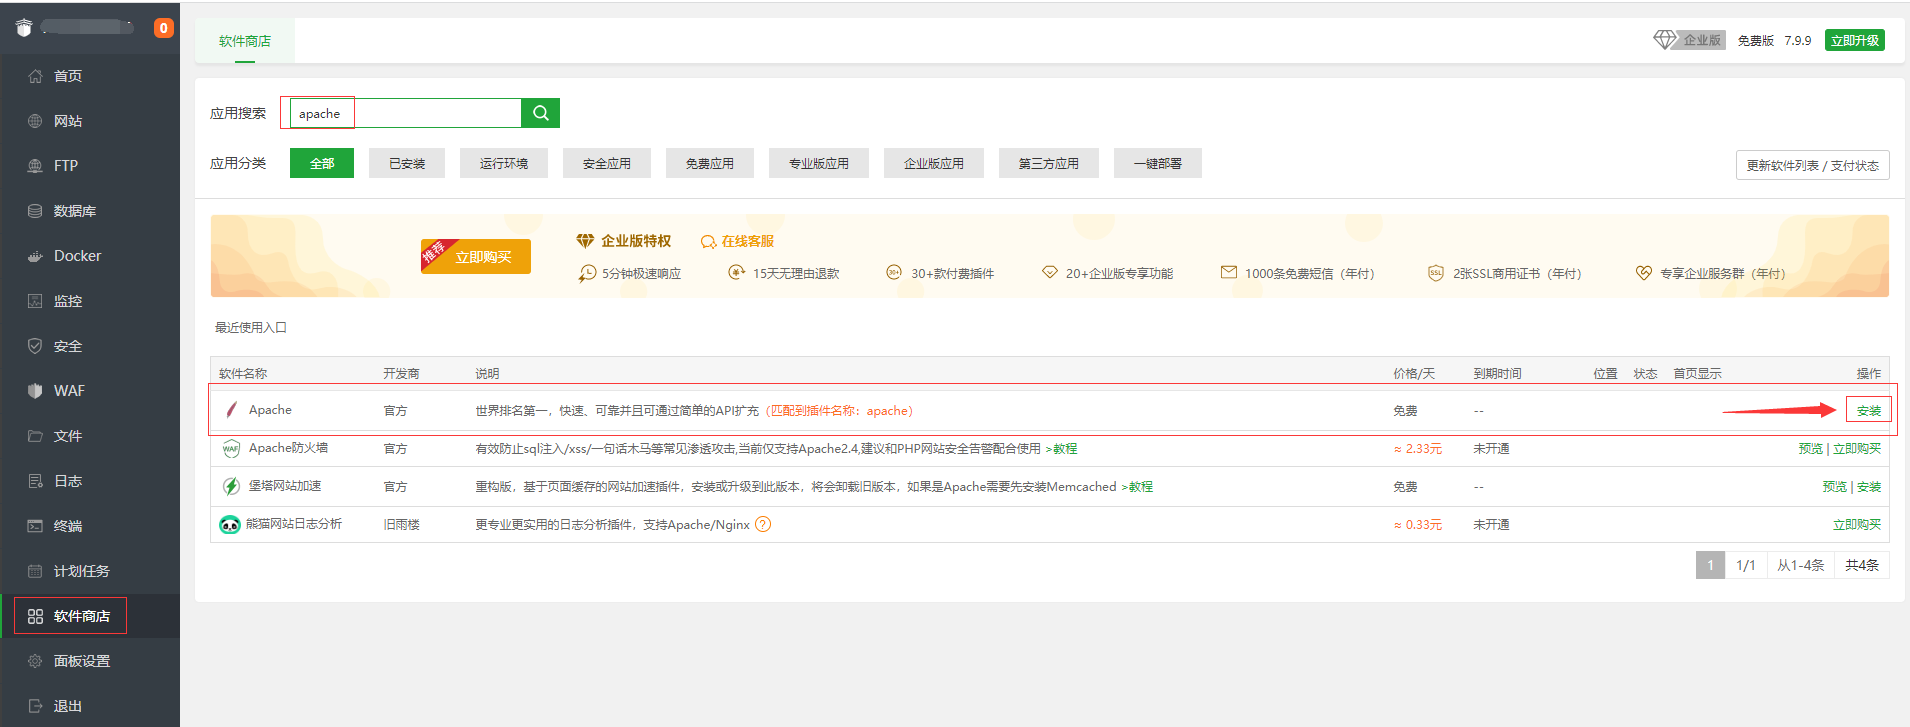 0
首页
网站
FTP
数据库
Docker
监控
安全
WAF
文件
日志
终端
计划任务
软件商店
面板设置
退出
软件商店
企业版 免费版 7.9.9 立即升级
应用搜索 apache
应用分类 全部 已安装 运行环境 安全应用 免费应用 专业版应用 企业版应用 第三方应用 一键部署
更新软件列表 / 支付状态
推荐 立即购买
企业版特权 在线客服
5分钟极速响应 15天无理由退款 30+ 30+款付费插件 20+企业版专享功能 1000条免费短信（年付） SSL 2张SSL商用证书（年付） 专享企业服务群（年付）
最近使用入口
软件名称 开发商 说明 价格/天 到期时间 位置 状态 首页显示 操作
Apache 官方 世界排名第一，快速、可靠并且可通过简单的API扩充（匹配到插件名称：apache） 免费 -- 安装
WAF Apache防火墙 官方 有效防止sql注入/xss/一句话木马等常见渗透攻击,当前仅支持Apache2.4,建议和PHP网站安全告警配合使用 >教程 ≈ 2.33元 未开通 预览 | 立即购买
堡塔网站加速 官方 重构版，基于页面缓存的网站加速插件，安装或升级到此版本，将会卸载旧版本，如果是Apache需要先安装Memcached >教程 免费 -- 预览 | 安装
熊猫网站日志分析 旧雨楼 更专业更实用的日志分析插件，支持Apache/Nginx ? ≈ 0.33元 未开通 立即购买
1 1/1 从1-4条 共4条